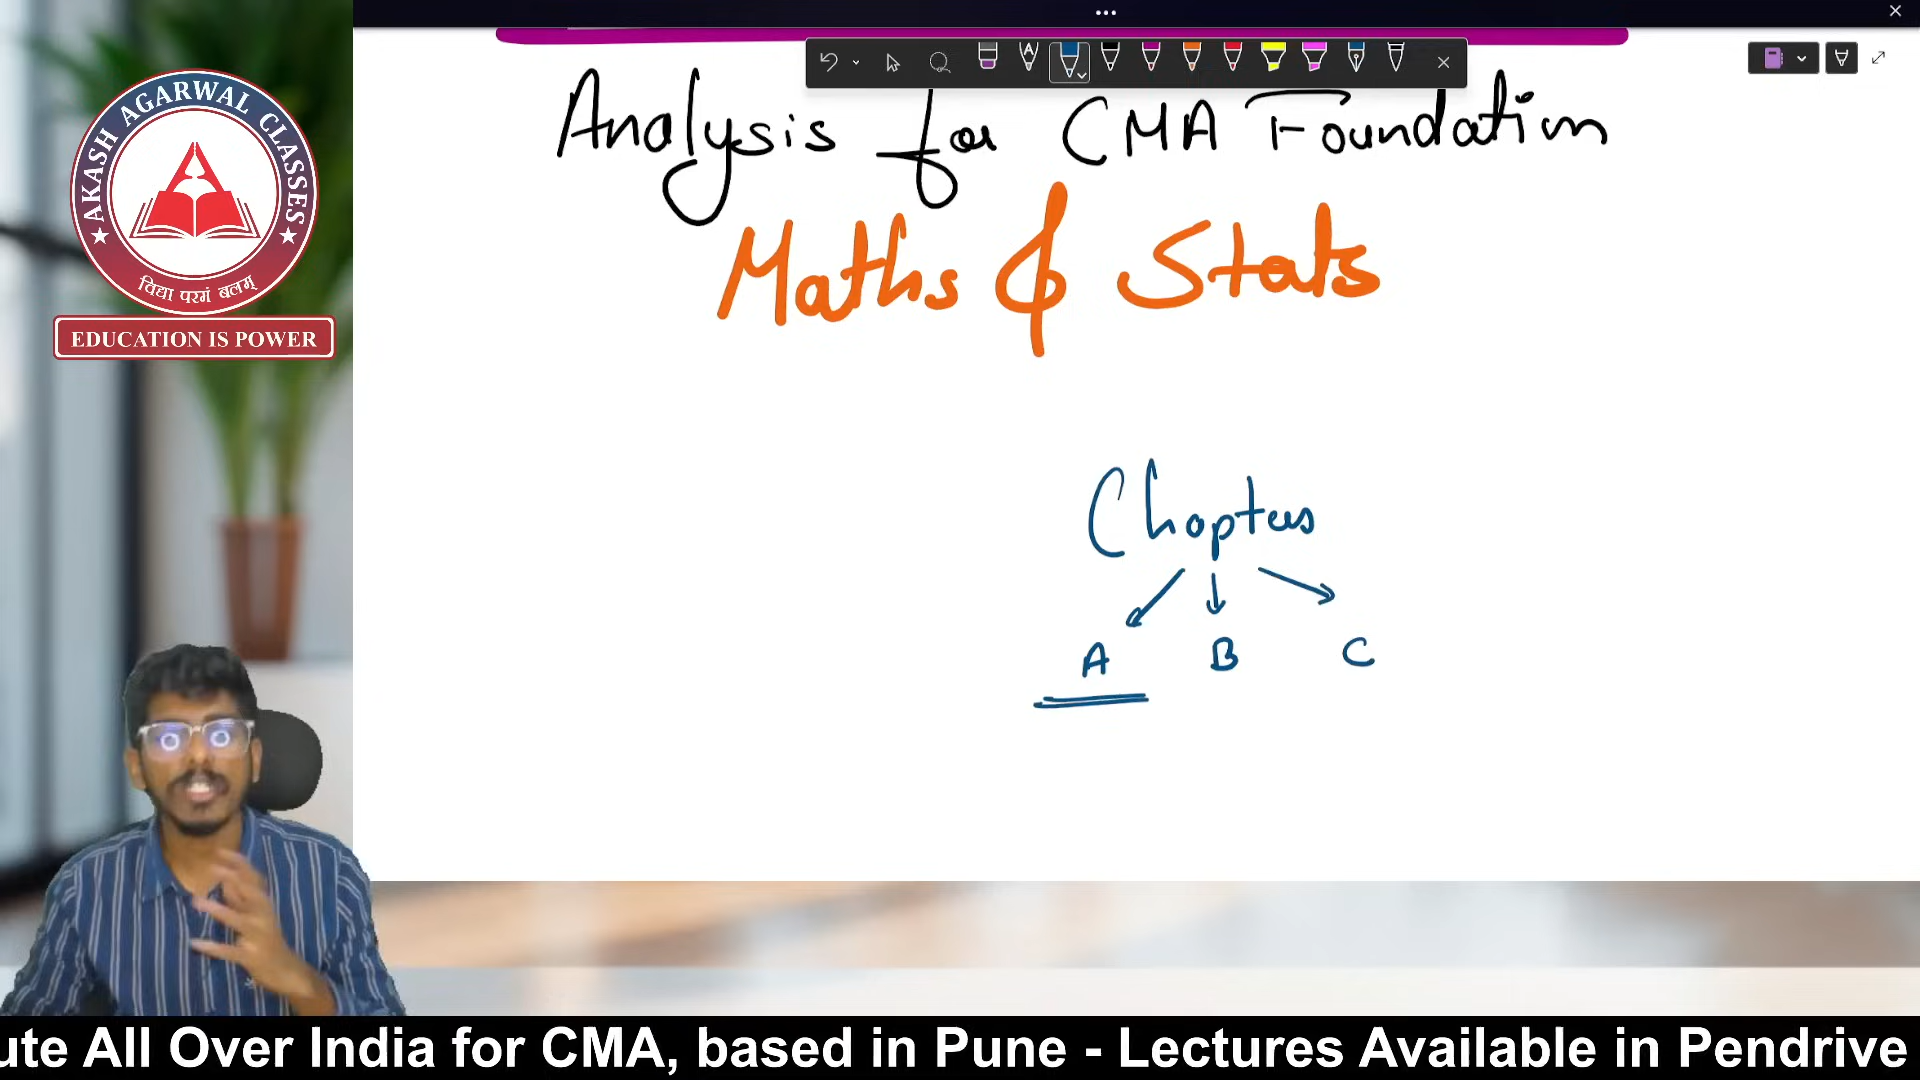 AKASH AGARWAL CLASSES
विद्या परमं बलम्
EDUCATION IS POWER
Analysis for CMA Foundation
Maths & Stats
Chapters
A B C
ute All Over India for CMA, based in Pune - Lectures Available in Pendrive